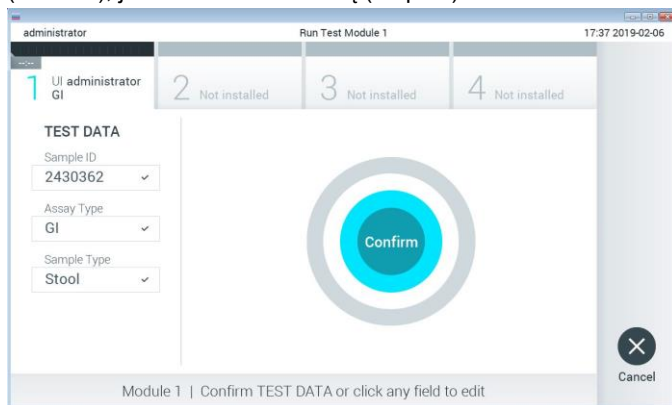 administrator Run Test Module 1 17:37 2019-02-06
--:--
1 UI administrator 2 Not installed 3 Not installed 4 Not installed
GI
TEST DATA
Sample ID
2430362
Assay Type
GI
Confirm
Sample Type
Stool
Cancel
Module 1 | Confirm TEST DATA or click any field to edit